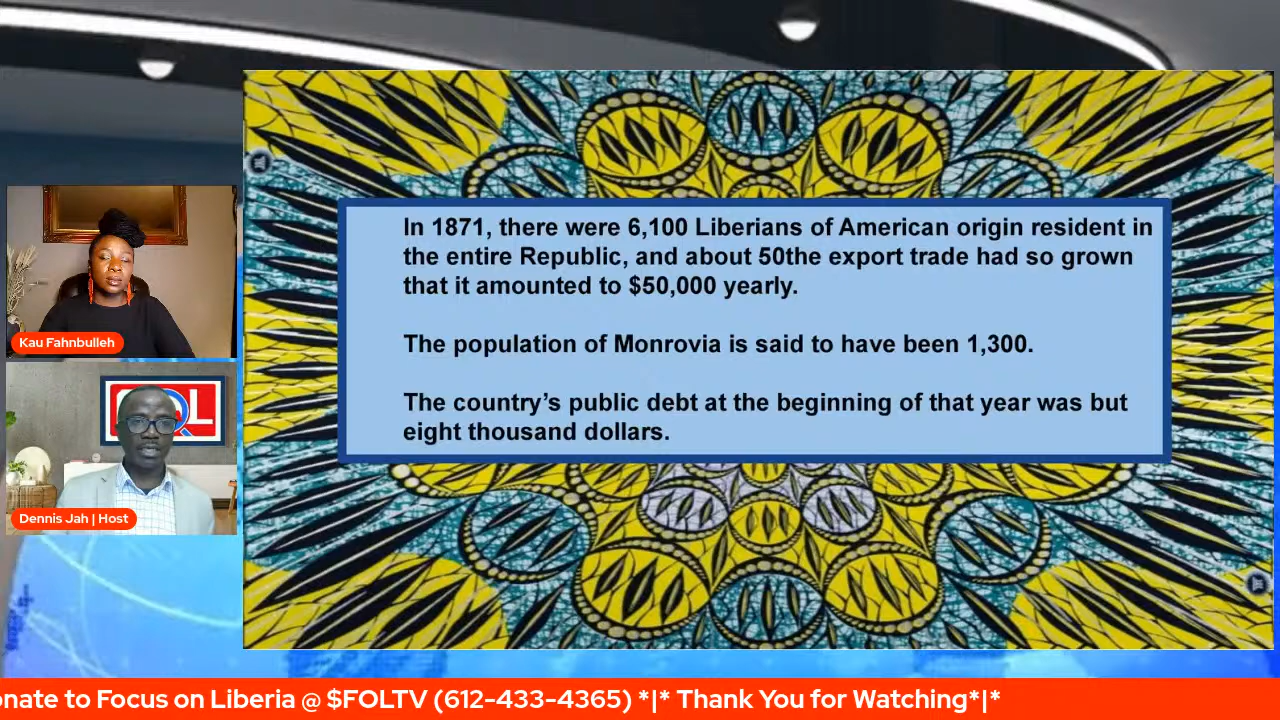 In 1871, there were 6,100 Liberians of American origin resident in
the entire Republic, and about 50the export trade had so grown
that it amounted to $50,000 yearly.
The population of Monrovia is said to have been 1,300.
The country's public debt at the beginning of that year was but
eight thousand dollars.
Kau Fahnbulleh
Dennis Jah | Host
onate to Focus on Liberia @ $FOLTV (612-433-4365) *|* Thank You for Watching*|*